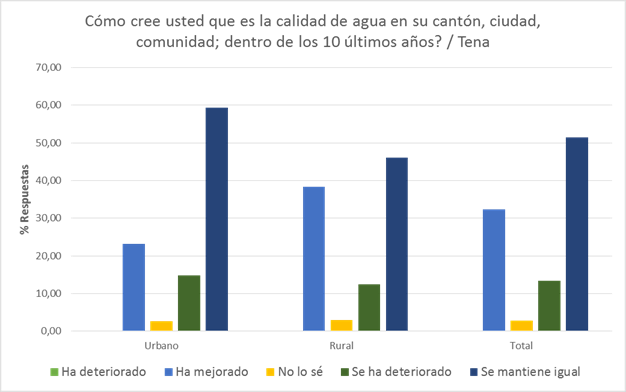 Cómo cree usted que es la calidad de agua en su cantón, ciudad,
comunidad; dentro de los 10 últimos años? / Tena
70,00
60,00
50,00
40,00
30,00
20,00
10,00
0,00
% Respuestas
Urbano
Rural
Total
Ha deteriorado
Ha mejorado
No lo sé
Se ha deteriorado
Se mantiene igual